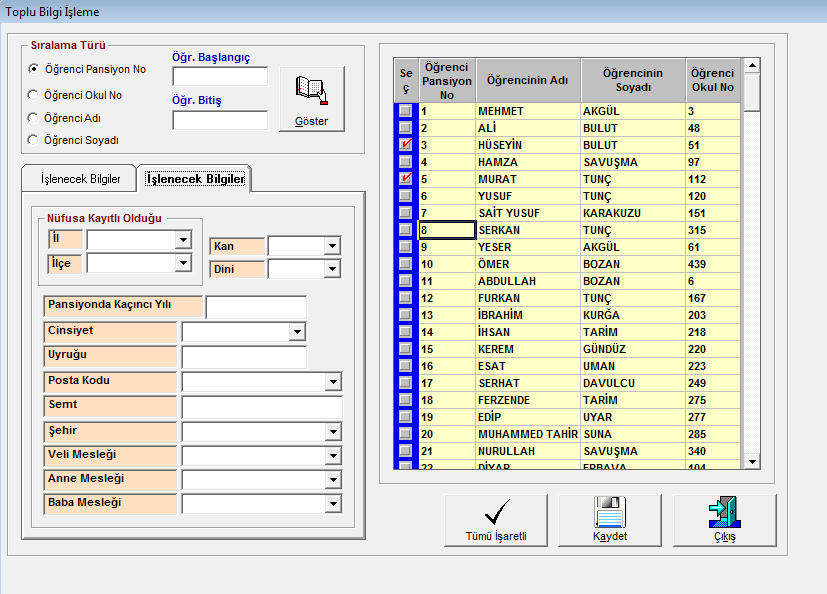 Toplu Bilgi İşleme
Sıralama Türü
Öğrenci Pansiyon No
Öğrenci Okul No
Öğrenci Adı
Öğrenci Soyadı
Öğr. Başlangıç
Öğr. Bitiş
Göster
İşlenecek Bilgiler
İşlenecek Bilgiler
Nüfusa Kayıtlı Olduğu
İl
İlçe
Kan
Dini
Pansiyonda Kaçıncı Yılı
Cinsiyet
Uyruğu
Posta Kodu
Semt
Şehir
Veli Mesleği
Anne Mesleği
Baba Mesleği
Seç Öğrenci Pansiyon No Öğrencinin Adı Öğrencinin Soyadı Öğrenci Okul No
1 MEHMET AKGÜL 3
2 ALİ BULUT 48
3 HÜSEYİN BULUT 51
4 HAMZA SAVUŞMA 97
5 MURAT TUNÇ 112
6 YUSUF TUNÇ 120
7 SAİT YUSUF KARAKUZU 151
8 SERKAN TUNÇ 315
9 YESER AKGÜL 61
10 ÖMER BOZAN 439
11 ABDULLAH BOZAN 6
12 FURKAN TUNÇ 167
13 İBRAHİM KURĞA 203
14 İHSAN TARİM 218
15 KEREM GÜNDÜZ 220
16 ESAT UMAN 223
17 SERHAT DAVULCU 249
18 FERZENDE TARİM 275
19 EDİP UYAR 277
20 MUHAMMED TAHİR SUNA 285
21 NURULLAH SAVUŞMA 340
22 DİYAR ERBAVA 104
Tümü İşaretli
Kaydet
Çıkış